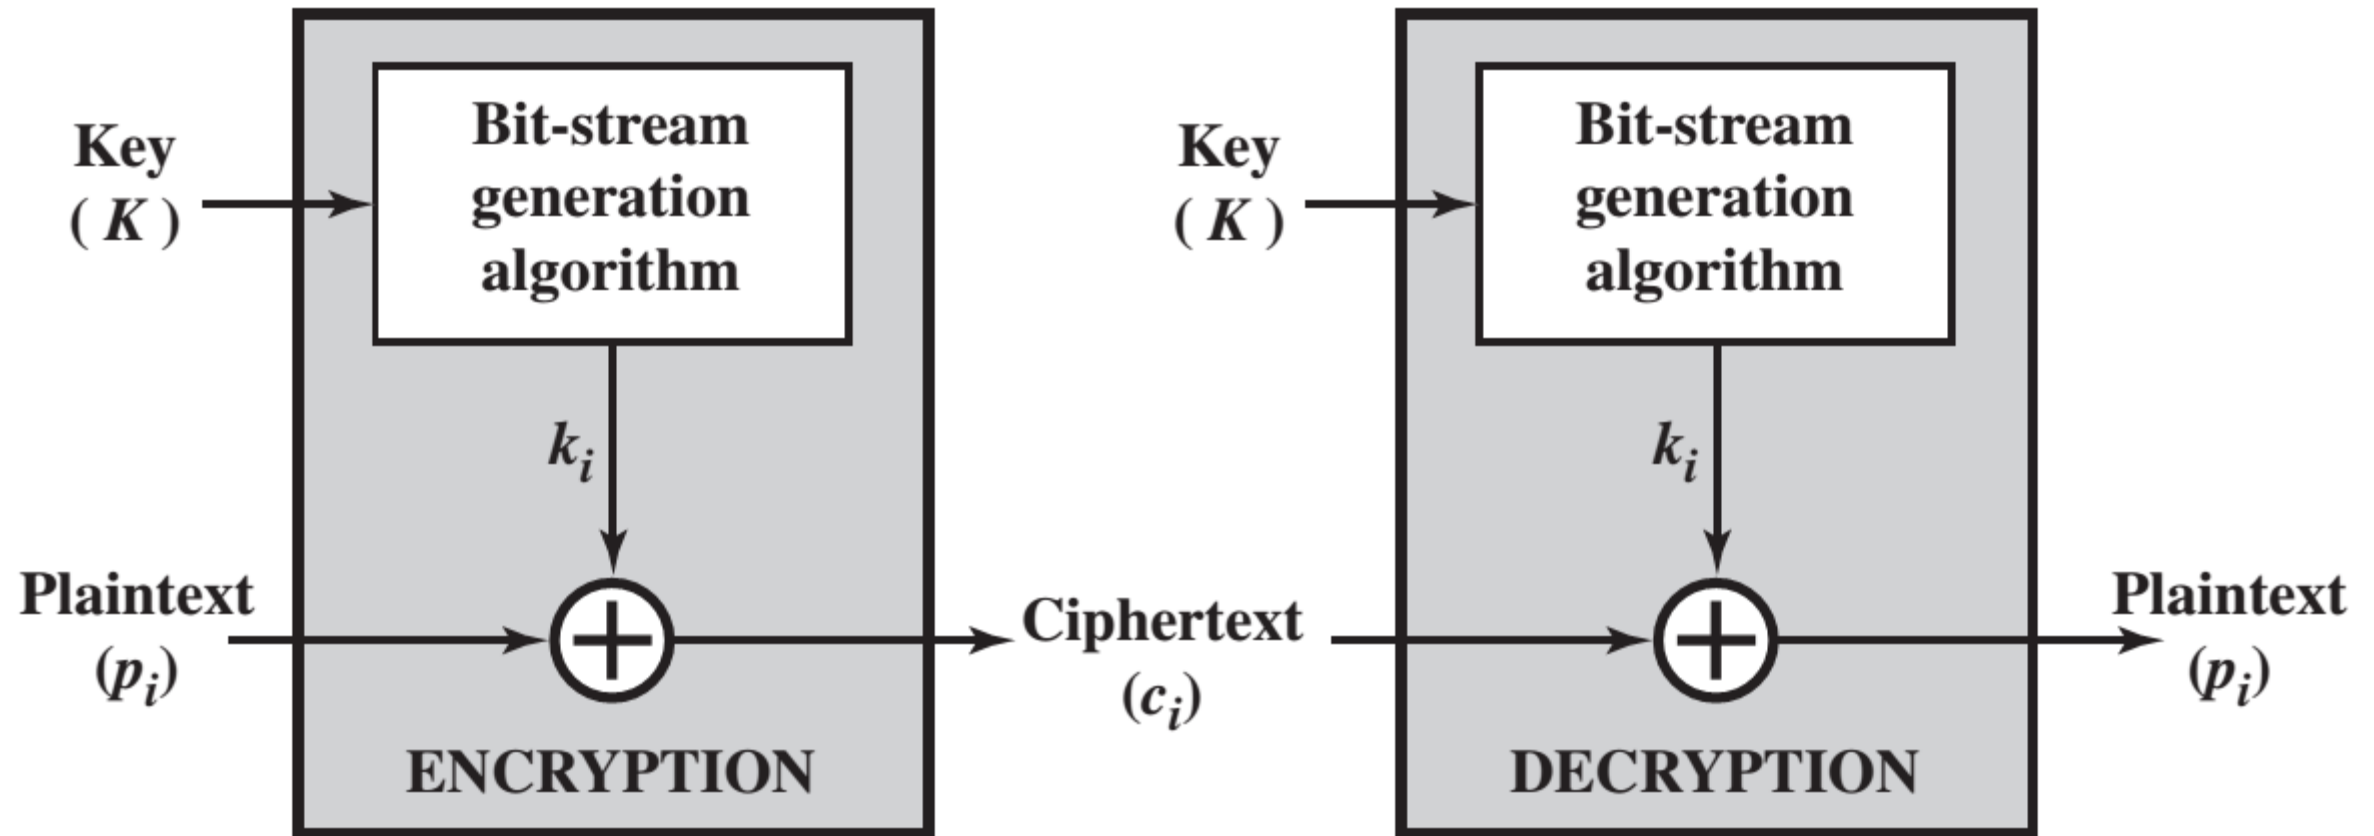 Key
( K )
Bit-stream
generation
algorithm
k_i
Plaintext
(p_i)
ENCRYPTION
Ciphertext
(c_i)
Key
( K )
Bit-stream
generation
algorithm
k_i
Plaintext
(p_i)
DECRYPTION